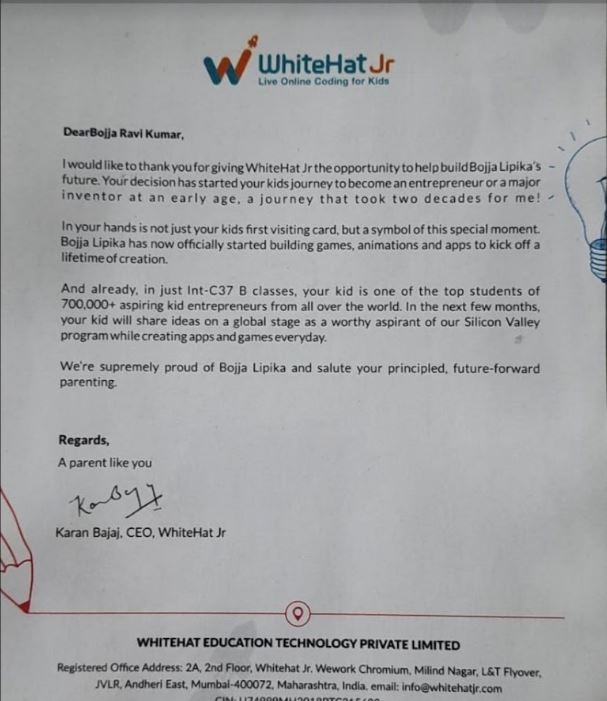 WhiteHat Jr
Live Online Coding for Kids
DearBojja Ravi Kumar,
I would like to thank you for giving WhiteHat Jr the opportunity to help build Bojja Lipika's
future. Your decision has started your kids journey to become an entrepreneur or a major
inventor at an early age, a journey that took two decades for me!
In your hands is not just your kids first visiting card, but a symbol of this special moment.
Bojja Lipika has now officially started building games, animations and apps to kick off a
lifetime of creation.
And already, in just Int-C37 B classes, your kid is one of the top students of
700,000+ aspiring kid entrepreneurs from all over the world. In the next few months,
your kid will share ideas on a global stage as a worthy aspirant of our Silicon Valley
program while creating apps and games everyday.
We're supremely proud of Bojja Lipika and salute your principled, future-forward
parenting.
Regards,
A parent like you
Karan Bajaj, CEO, WhiteHat Jr
WHITEHAT EDUCATION TECHNOLOGY PRIVATE LIMITED
Registered Office Address: 2A, 2nd Floor, Whitehat Jr. Wework Chromium, Milind Nagar, L&T Flyover,
JVLR, Andheri East, Mumbai-400072, Maharashtra, India. email: info@whitehatjr.com